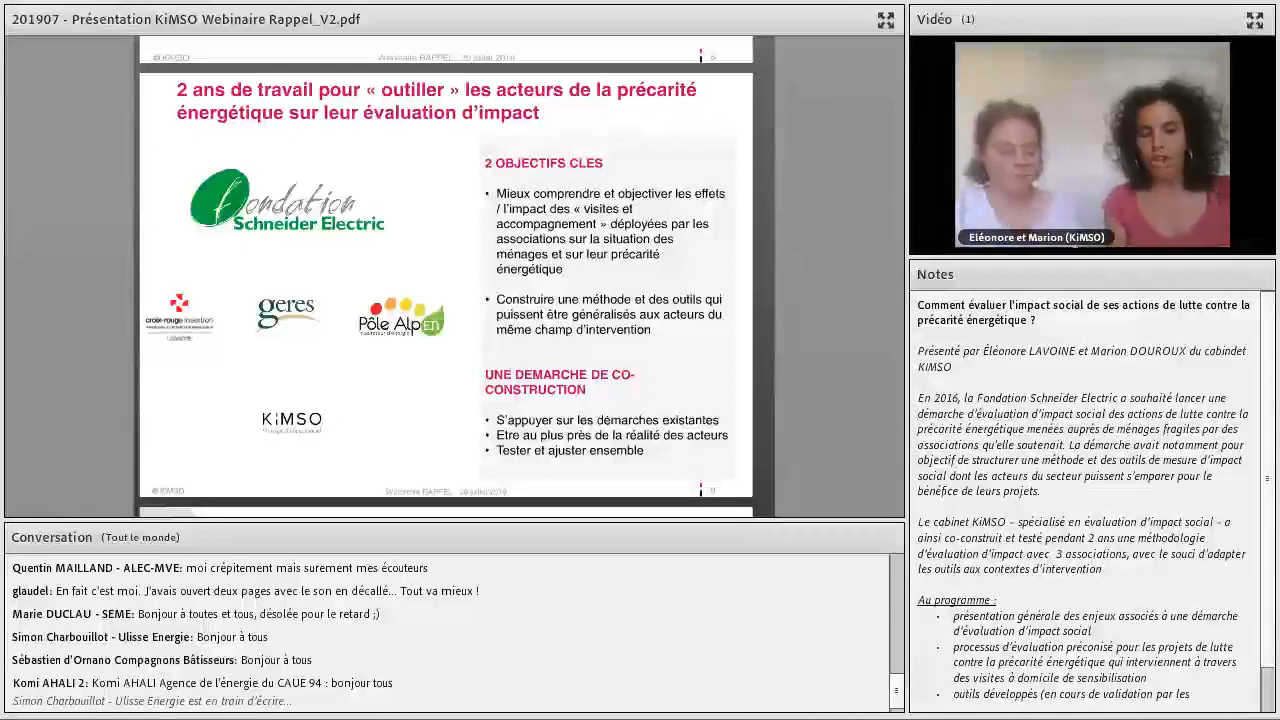 201907 - Présentation KiMSO Webinaire Rappel_V2.pdf
© KiMSO Webinaire RAPPEL
2 ans de travail pour « outiller » les acteurs de la précarité
énergétique sur leur évaluation d'impact
Fondation
Schneider Electric
croix-rouge insertion
geres
Pôle AlpEn
KiMSO
2 OBJECTIFS CLES
• Mieux comprendre et objectiver les effets
/ l'impact des « visites et
accompagnement » déployées par les
associations sur la situation des
ménages et sur leur précarité
énergétique
• Construire une méthode et des outils qui
puissent être généralisés aux acteurs du
même champ d'intervention
UNE DEMARCHE DE CO-
CONSTRUCTION
• S'appuyer sur les démarches existantes
• Etre au plus près de la réalité des acteurs
• Tester et ajuster ensemble
© KiMSO Webinaire RAPPEL
Vidéo (1)
Eléonore et Marion (KiMSO)
Notes
Comment évaluer l'impact social de ses actions de lutte contre la
précarité énergétique ?
Présenté par Éléonore LAVOINE et Marion DOUROUX du cabindet
KIMSO
En 2016, la Fondation Schneider Electric a souhaité lancer une
démarche d'évaluation d'impact social des actions de lutte contre la
précarité énergétique menées auprès de ménages fragiles par des
associations qu'elle soutenait. La démarche avait notamment pour
objectif de structurer une méthode et des outils de mesure d'impact
social dont les acteurs du secteur puissent s'emparer pour le
bénéfice de leurs projets.
Le cabinet KiMSO – spécialisé en évaluation d'impact social – a
ainsi co-construit et testé pendant 2 ans une méthodologie
d'évaluation d'impact avec 3 associations, avec le souci d'adapter
les outils aux contextes d'intervention
Au programme :
• présentation générale des enjeux associés à une démarche
d'évaluation d'impact social
• processus d'évaluation préconisé pour les projets de lutte
contre la précarité énergétique qui interviennent à travers
des visites à domicile de sensibilisation
• outils développés (en cours de validation par les
Conversation (Tout le monde)
Quentin MAILLAND - ALEC-MVE: moi crépitement mais surement mes écouteurs
glaudel: En fait c'est moi. J'avais ouvert deux pages avec le son en décallé... Tout va mieux !
Marie DUCLAU - SEME: Bonjour à toutes et tous, désolée pour le retard ;)
Simon Charbouillot - Ulisse Energie: Bonjour à tous
Sébastien d'Ornano Compagnons Bâtisseurs: Bonjour à tous
Komi AHALI 2: Komi AHALI Agence de l'énergie du CAUE 94 : bonjour tous
Simon Charbouillot - Ulisse Energie est en train d'écrire...